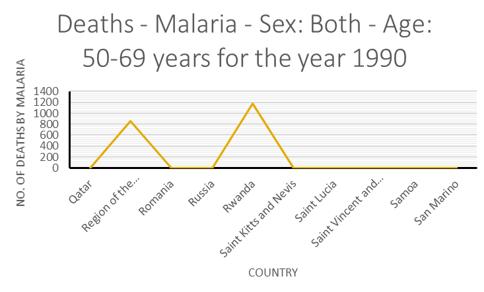 Deaths - Malaria - Sex: Both - Age:
50-69 years for the year 1990
NO. OF DEATHS BY MALARIA
1400
1200
1000
800
600
400
200
0
Qatar
Region of the...
Romania
Russia
Rwanda
Saint Kitts and Nevis
Saint Lucia
Saint Vincent and...
Samoa
San Marino
COUNTRY